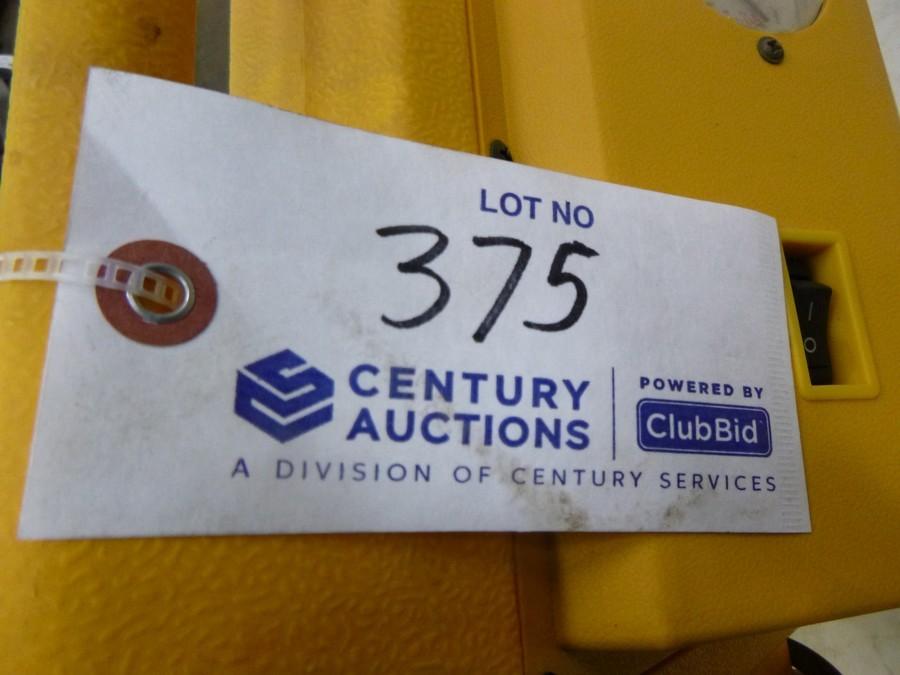 LOT NO
375
CENTURY
AUCTIONS
POWERED BY
ClubBid
A DIVISION OF CENTURY SERVICES
I
O